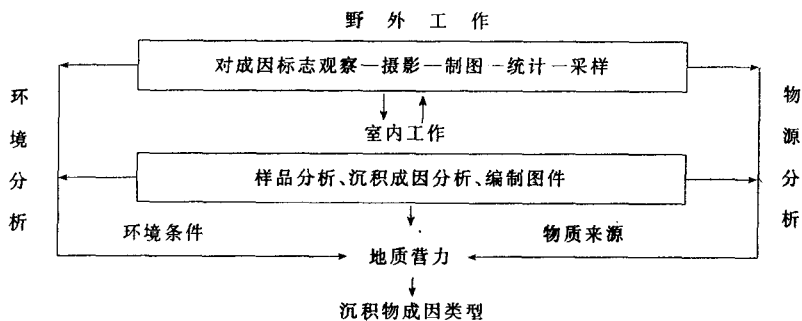 野外工作
对成因标志观察—摄影—制图—统计—采样
室内工作
样品分析、沉积成因分析、编制图件
环境分析
物源分析
环境条件
物质来源
地质营力
沉积物成因类型